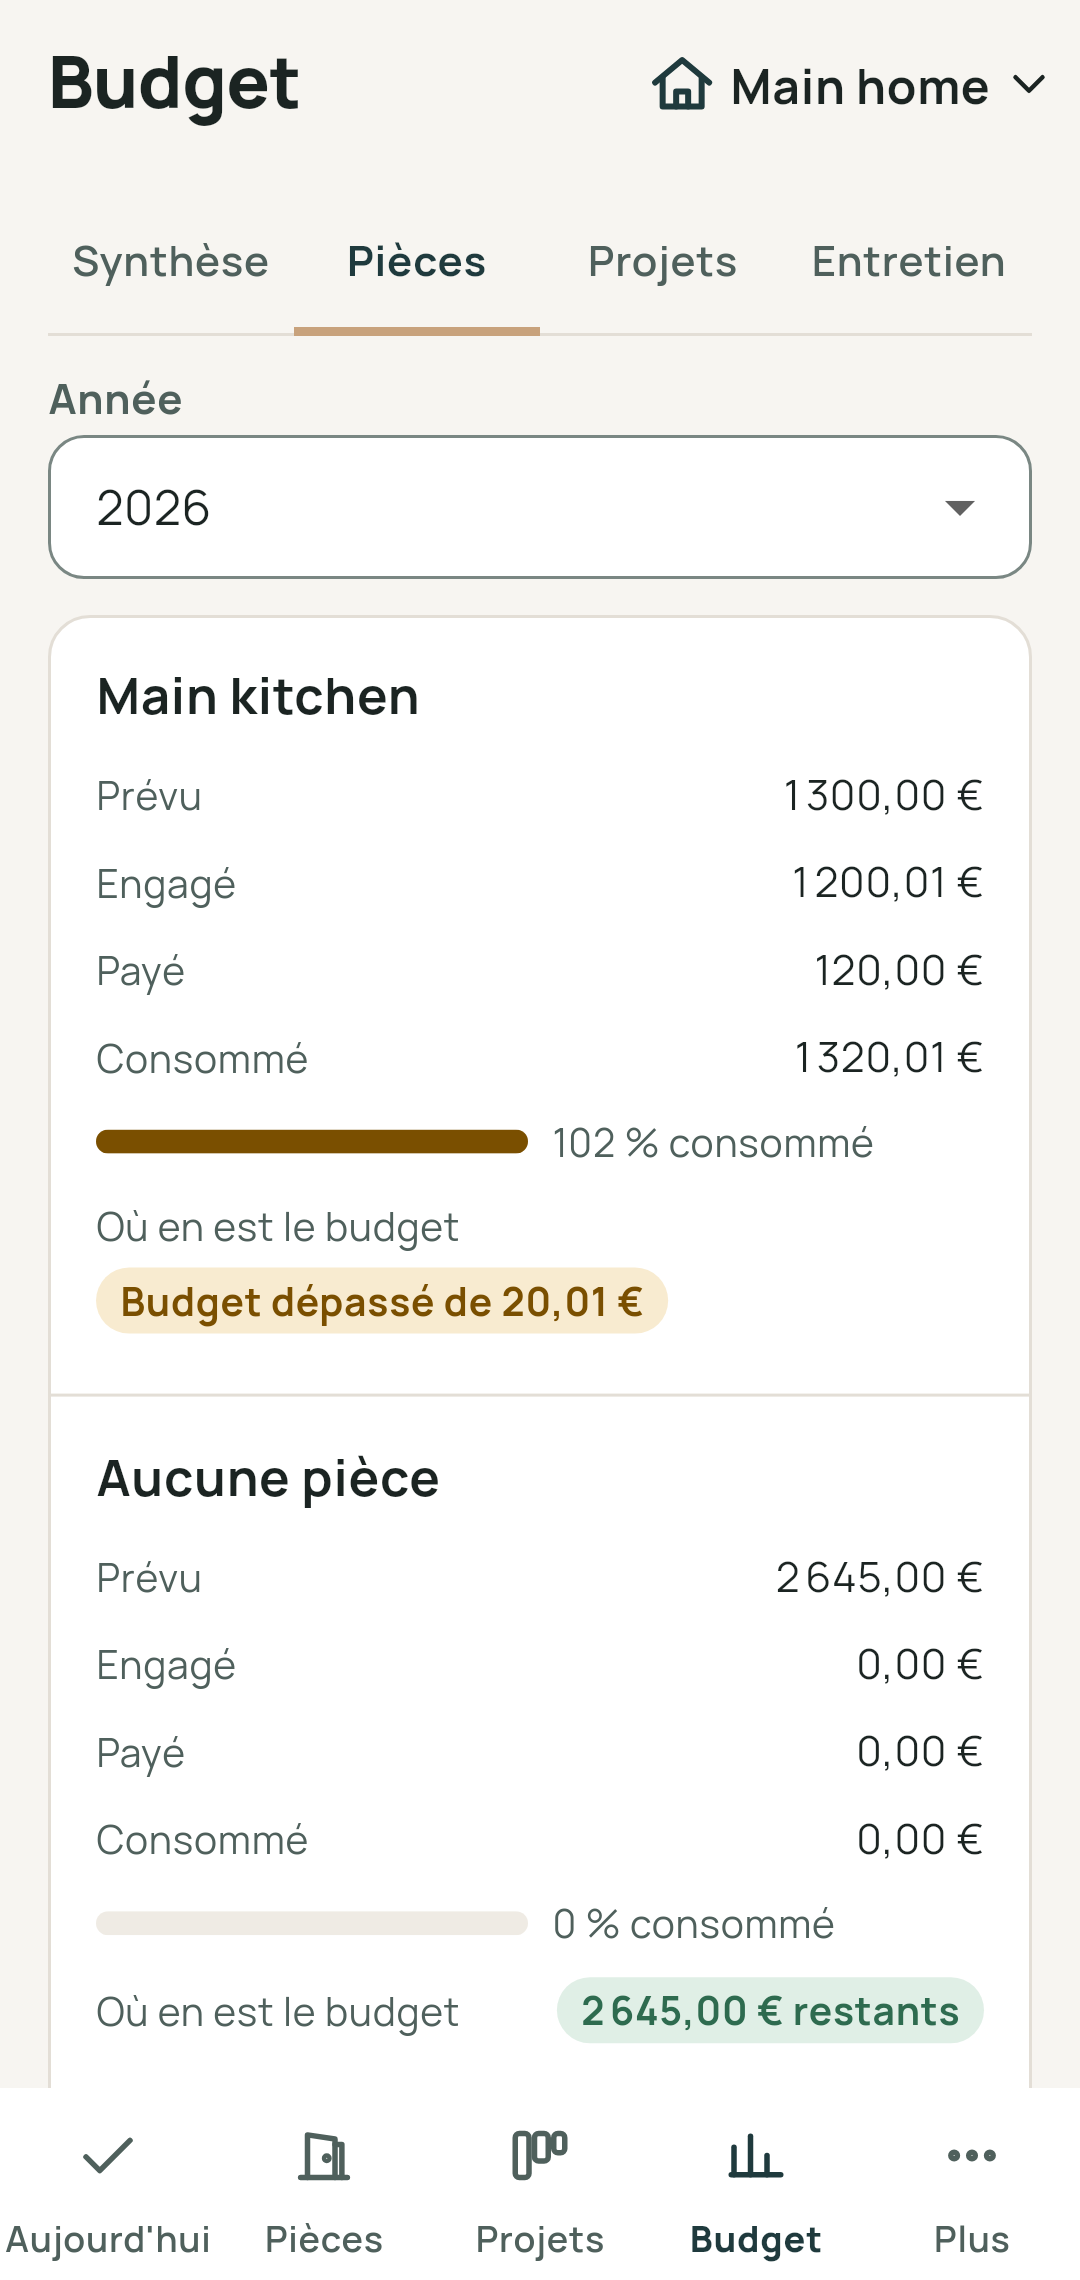 Budget
Main home
Synthèse Pièces Projets Entretien
Année
2026
Main kitchen
Prévu 1 300,00 €
Engagé 1 200,01 €
Payé 120,00 €
Consommé 1 320,01 €
102 % consommé
Où en est le budget
Budget dépassé de 20,01 €
Aucune pièce
Prévu 2 645,00 €
Engagé 0,00 €
Payé 0,00 €
Consommé 0,00 €
0 % consommé
Où en est le budget 2 645,00 € restants
Aujourd'hui Pièces Projets Budget Plus